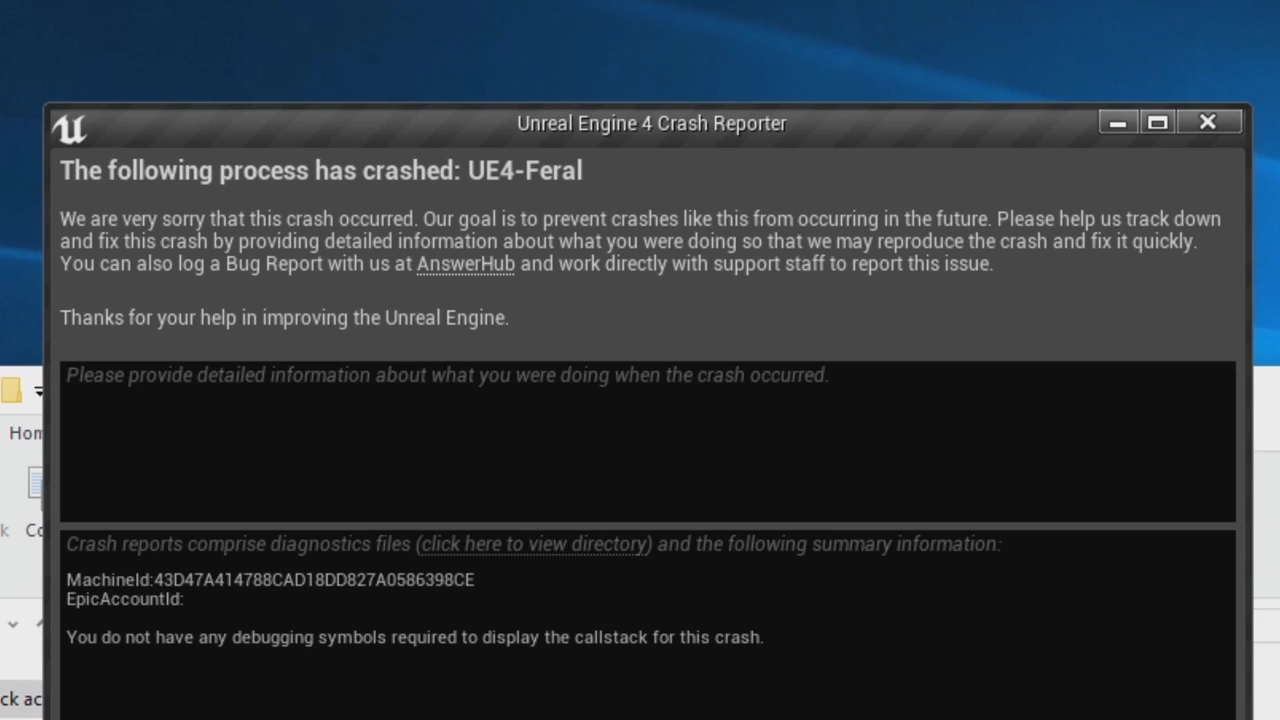 Unreal Engine 4 Crash Reporter
The following process has crashed: UE4-Feral
We are very sorry that this crash occurred. Our goal is to prevent crashes like this from occurring in the future. Please help us track down
and fix this crash by providing detailed information about what you were doing so that we may reproduce the crash and fix it quickly.
You can also log a Bug Report with us at AnswerHub and work directly with support staff to report this issue.
Thanks for your help in improving the Unreal Engine.
Please provide detailed information about what you were doing when the crash occurred.
Hom
k Co
Crash reports comprise diagnostics files (click here to view directory) and the following summary information:
MachineId:43D47A414788CAD18DD827A0586398CE
EpicAccountId:
You do not have any debugging symbols required to display the callstack for this crash.
ck ac